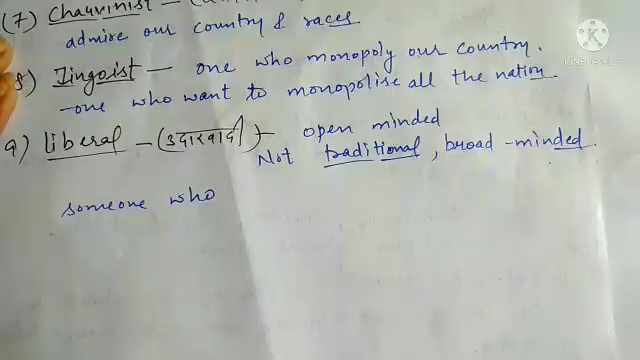 (7) Chauvinist –
admire our country & races
8) Jingoist – one who monopoly our country.
- one who want to monopolise all the nation.
9) liberal – (उदारवादी) – open minded
Not traditional, broad-minded
someone who
KINEMASTER